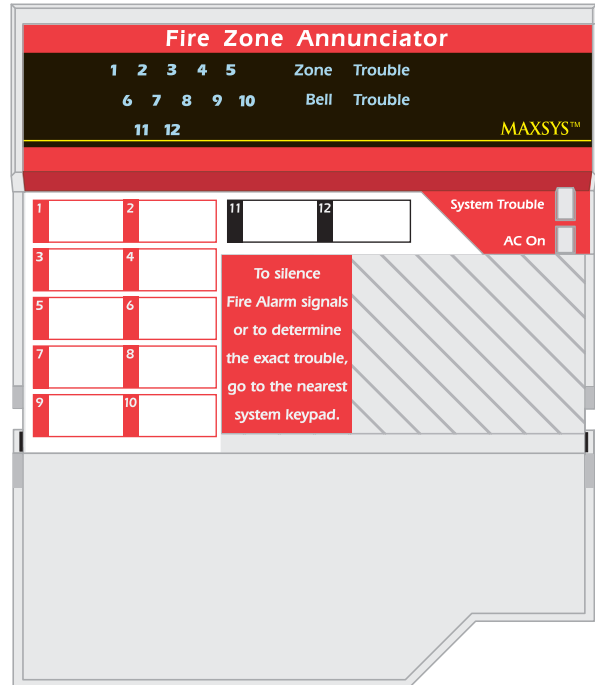 Fire Zone Annunciator
1 2 3 4 5 Zone Trouble
6 7 8 9 10 Bell Trouble
11 12 MAXSYS™
1 2 11 12
System Trouble
AC On
3 4
5 6
7 8
9 10
To silence
Fire Alarm signals
or to determine
the exact trouble,
go to the nearest
system keypad.